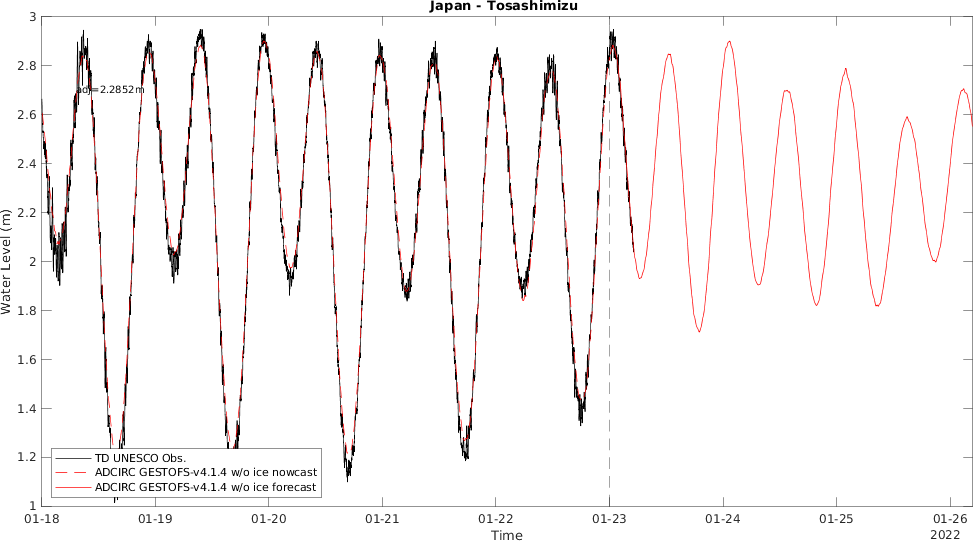 Japan - Tosashimizu
3
2.8
2.6
2.4
2.2
2
1.8
1.6
1.4
1.2
1
Water Level (m)
adj=2.2852m
TD UNESCO Obs.
ADCIRC GESTOFS-v4.1.4 w/o ice nowcast
ADCIRC GESTOFS-v4.1.4 w/o ice forecast
01-18 01-19 01-20 01-21 01-22 01-23 01-24 01-25 01-26
Time 2022